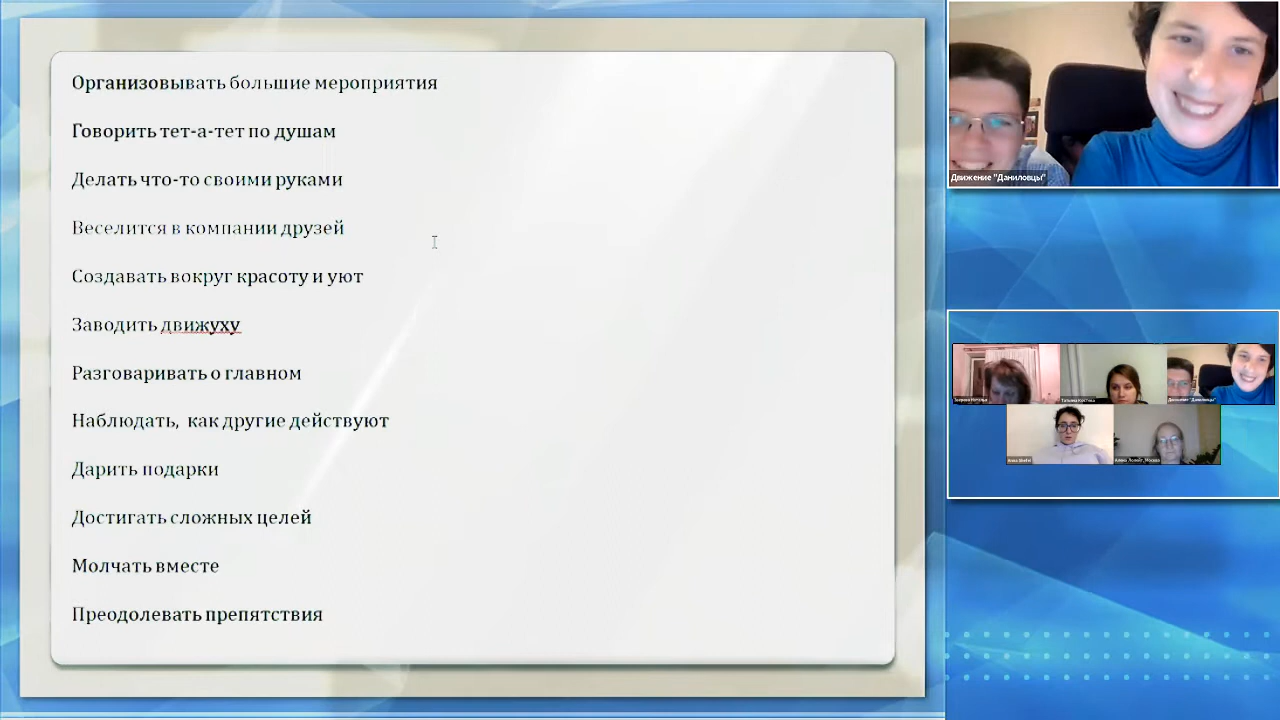 Организовывать большие мероприятия
Говорить тет-а-тет по душам
Делать что-то своими руками
Веселится в компании друзей
Создавать вокруг красоту и уют
Заводить движуху
Разговаривать о главном
Наблюдать, как другие действуют
Дарить подарки
Достигать сложных целей
Молчать вместе
Преодолевать препятствия
Движение "Даниловцы"
Движение "Даниловцы"